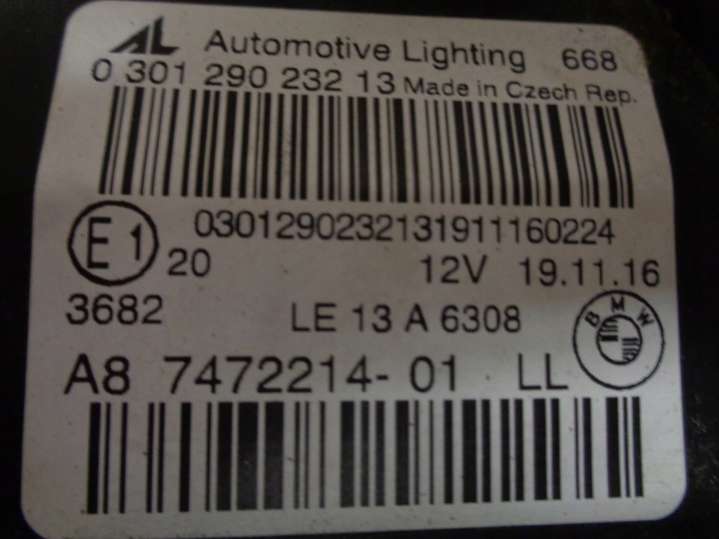 AL Automotive Lighting 668
0 301 290 232 13 Made in Czech Rep.
0301290232131911160224
E1 20 12V 19.11.16
3682 LE 13 A 6308
BMW
A8 7472214-01 LL